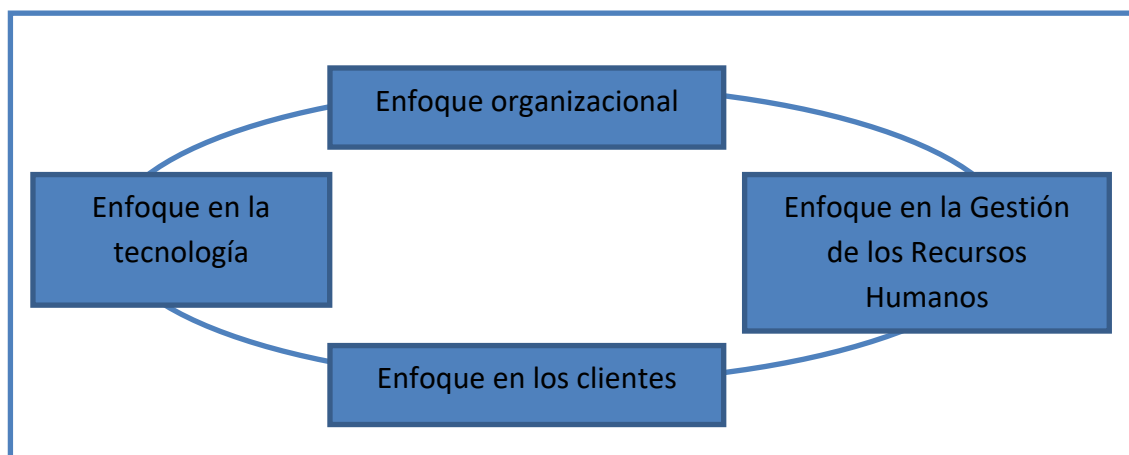 Enfoque organizacional
Enfoque en la
tecnología
Enfoque en la Gestión
de los Recursos
Humanos
Enfoque en los clientes